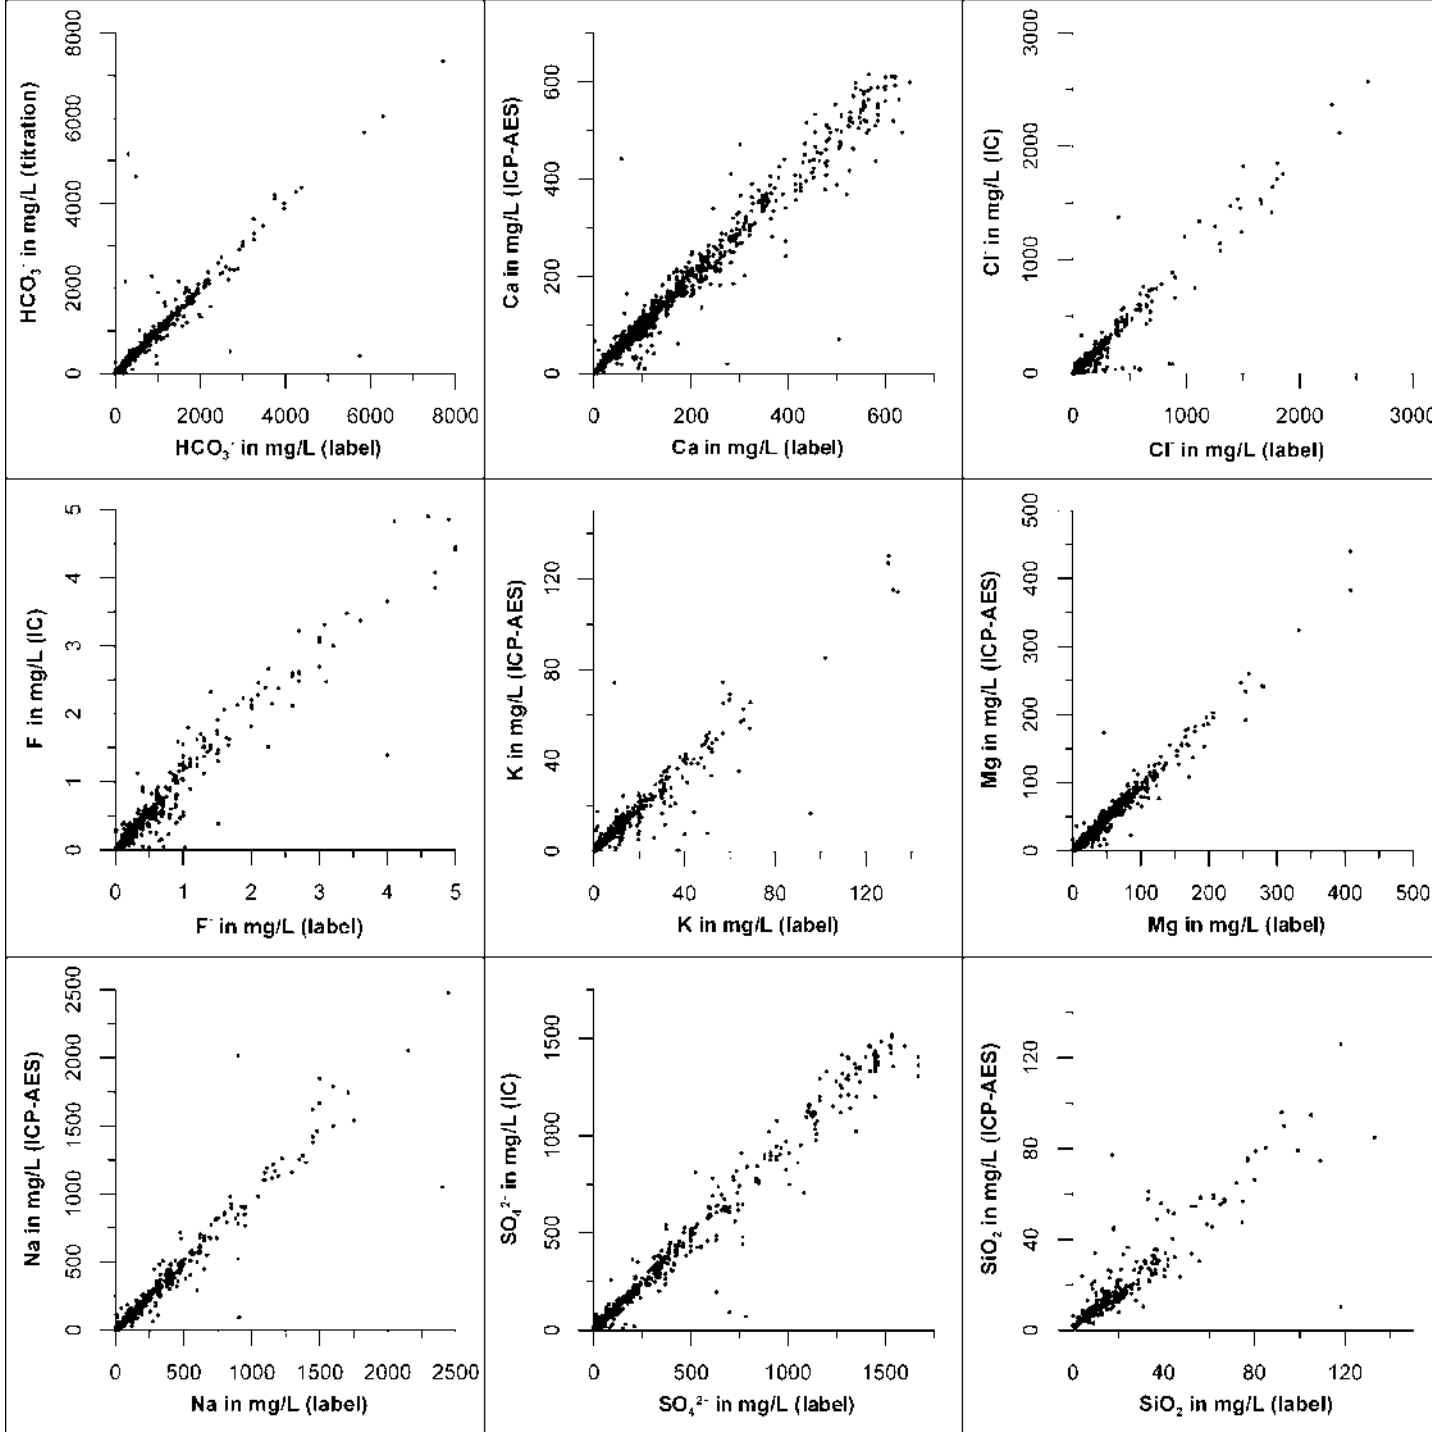 HCO₃⁻ in mg/L (titration)
8000
6000
4000
2000
0
0 2000 4000 6000 8000
HCO₃⁻ in mg/L (label)
Ca in mg/L (ICP-AES)
600
400
200
0
0 200 400 600
Ca in mg/L (label)
Cl⁻ in mg/L (IC)
3000
2000
1000
0
0 1000 2000 3000
Cl⁻ in mg/L (label)
F in mg/L (IC)
5
4
3
2
1
0
0 1 2 3 4 5
F⁻ in mg/L (label)
K in mg/L (ICP-AES)
120
80
40
0
0 40 80 120
K in mg/L (label)
Mg in mg/L (ICP-AES)
500
400
300
200
100
0
0 100 200 300 400 500
Mg in mg/L (label)
Na in mg/L (ICP-AES)
2500
2000
1500
1000
500
0
0 500 1000 1500 2000 2500
Na in mg/L (label)
SO₄²⁻ in mg/L (IC)
1500
1000
500
0
0 500 1000 1500
SO₄²⁻ in mg/L (label)
SiO₂ in mg/L (ICP-AES)
120
80
40
0
0 40 80 120
SiO₂ in mg/L (label)